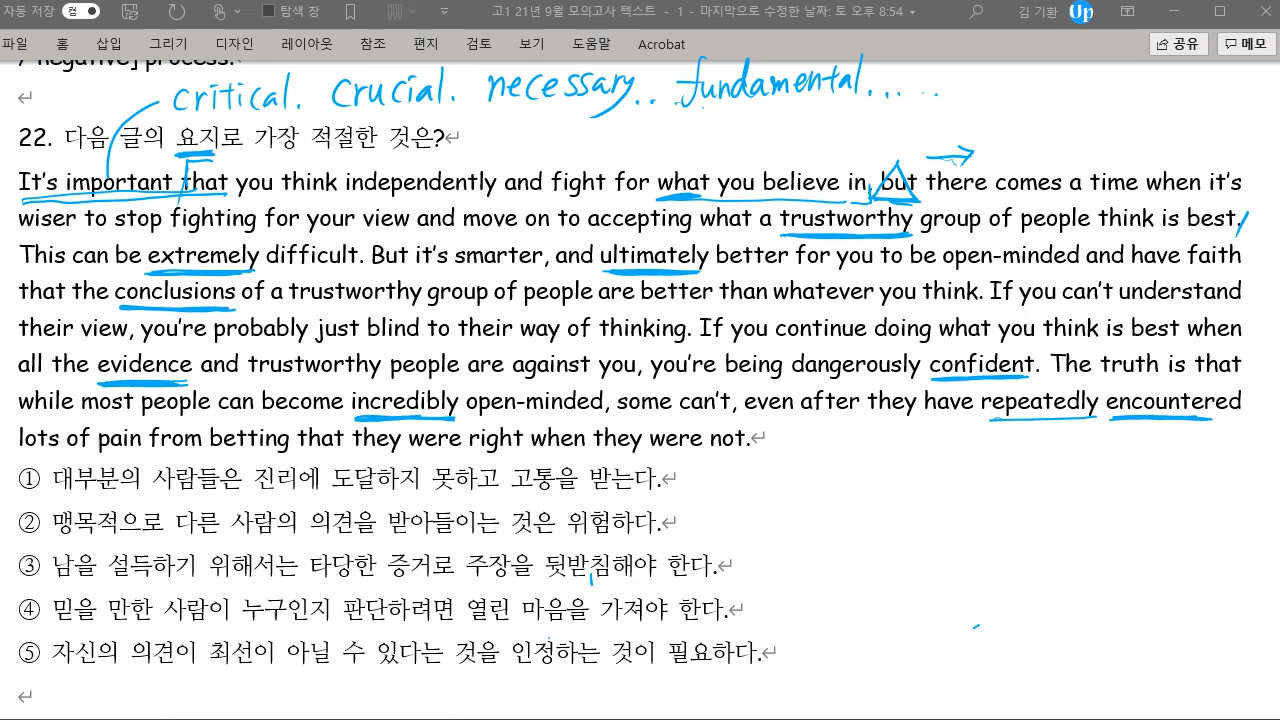 자동 저장 컴 탐색 창 고1 21년 9월 모의고사 텍스트 - 1 - 마지막으로 수정한 날짜: 토 오후 8:54 김 기환 Up
파일 홈 삽입 그리기 디자인 레이아웃 참조 편지 검토 보기 도움말 Acrobat 공유 메모
/ negative] process.
critical. crucial. necessary.. fundamental......
22. 다음 글의 요지로 가장 적절한 것은?
It's important that you think independently and fight for what you believe in, but there comes a time when it's
wiser to stop fighting for your view and move on to accepting what a trustworthy group of people think is best.
This can be extremely difficult. But it's smarter, and ultimately better for you to be open-minded and have faith
that the conclusions of a trustworthy group of people are better than whatever you think. If you can't understand
their view, you're probably just blind to their way of thinking. If you continue doing what you think is best when
all the evidence and trustworthy people are against you, you're being dangerously confident. The truth is that
while most people can become incredibly open-minded, some can't, even after they have repeatedly encountered
lots of pain from betting that they were right when they were not.
① 대부분의 사람들은 진리에 도달하지 못하고 고통을 받는다.
② 맹목적으로 다른 사람의 의견을 받아들이는 것은 위험하다.
③ 남을 설득하기 위해서는 타당한 증거로 주장을 뒷받침해야 한다.
④ 믿을 만한 사람이 누구인지 판단하려면 열린 마음을 가져야 한다.
⑤ 자신의 의견이 최선이 아닐 수 있다는 것을 인정하는 것이 필요하다.